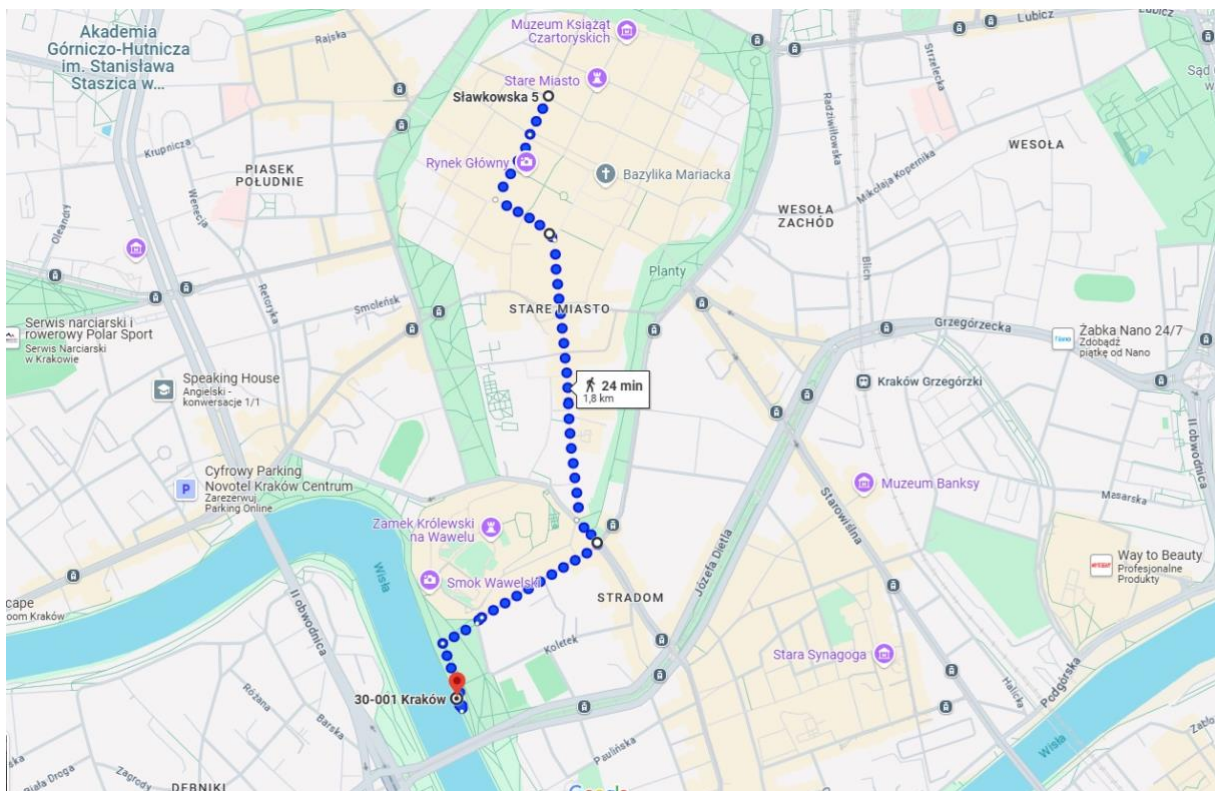 Akademia
Górniczo-Hutnicza
im. Stanisława
Staszica w...
Rajska
Muzeum Książąt
Czartoryskich
Lubicz
Stare Miasto
Sławkowska 5
Strzelecka
Sąd
Krupnicza
Radziwiłłowska
WESOŁA
PIASEK
POŁUDNIE
Rynek Główny
Bazylika Mariacka
Mikołaja Kopernika
Wenecja
Oleandry
WESOŁA
ZACHÓD
Blich
Planty
Retoryka
Smoleńsk
STARE MIASTO
Grzegórzecka
Serwis narciarski i
rowerowy Polar Sport
Serwis Narciarski
w Krakowie
Żabka Nano 24/7
Zdobądź
piątkę od Nano
Speaking House
Angielski -
konwersacje 1/1
24 min
1,8 km
Kraków Grzegórzki
II obwodnica
Cyfrowy Parking
Novotel Kraków Centrum
Zarezerwuj
Parking Online
P
Muzeum Banksy
Masarska
Zamek Królewski
na Wawelu
Starowiślna
Smok Wawelski
Józefa Dietla
Way to Beauty
Profesjonalne
Produkty
Wisła
II obwodnica
STRADOM
cape
oom Kraków
Koletek
Stara Synagoga
Podgórska
Halicka
30-001 Kraków
Różana
Barska
Paulińska
Wisła
Zabło
Biała Droga
Zagrody
DĘBNIKI
Google